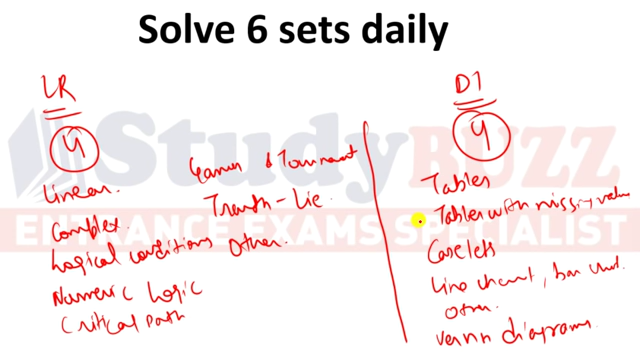 Solve 6 sets daily
LR
4
Linear.
Complex
Logical conditions
Numeric Logic
Critical path
Games & Tournament
Truth - Lie.
Other.
DI
4
Tables
Tables with missing value
Caselets
Line chart, bar chart.
Other.
Venn diagrams
StudyBUZZ
ENTRANCE EXAMS SPECIALIST